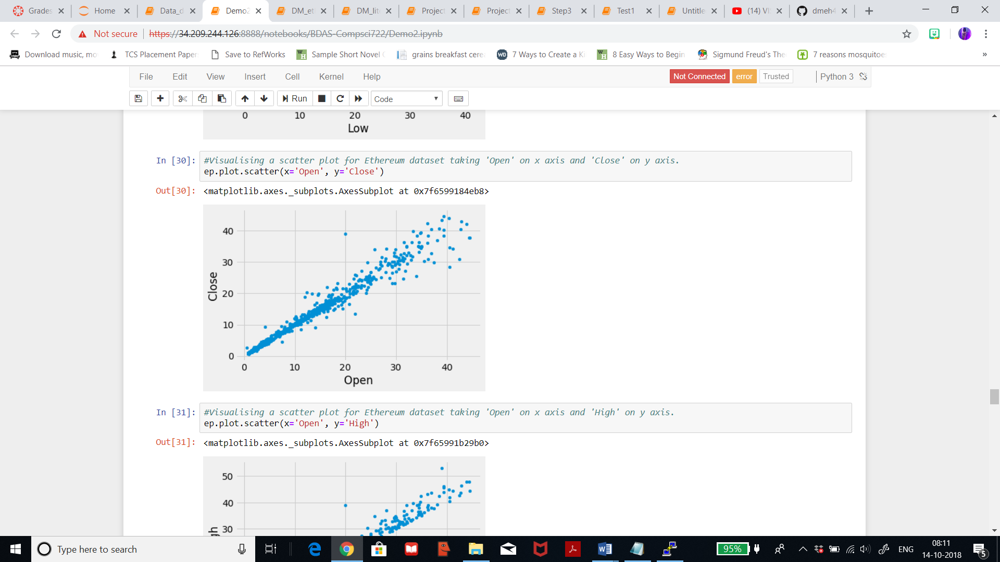 Grades
Home
Data_d
Demo2
DM_et
DM_lite
Project
Project
Step3
Test1
Untitle
(14) VI
dmeh4
Not secure
https://34.209.244.126:8888/notebooks/BDAS-Compsci722/Demo2.ipynb
Download music, mo
TCS Placement Paper
Save to RefWorks
Sample Short Novel
grains breakfast cerea
7 Ways to Create a Ki
8 Easy Ways to Begin
Sigmund Freud's The
7 reasons mosquitoes
»
File Edit View Insert Cell Kernel Help
Not Connected error Trusted Python 3
Run Code
0 10 20 30 40
Low
In [30]: #Visualising a scatter plot for Ethereum dataset taking 'Open' on x axis and 'Close' on y axis.
ep.plot.scatter(x='Open', y='Close')
Out[30]: <matplotlib.axes._subplots.AxesSubplot at 0x7f6599184eb8>
40
30
Close
20
10
0
0 10 20 30 40
Open
In [31]: #Visualising a scatter plot for Ethereum dataset taking 'Open' on x axis and 'High' on y axis.
ep.plot.scatter(x='Open', y='High')
Out[31]: <matplotlib.axes._subplots.AxesSubplot at 0x7f65991b29b0>
50
40
30
gh
Type here to search
95%
ENG
08:11
14-10-2018
5